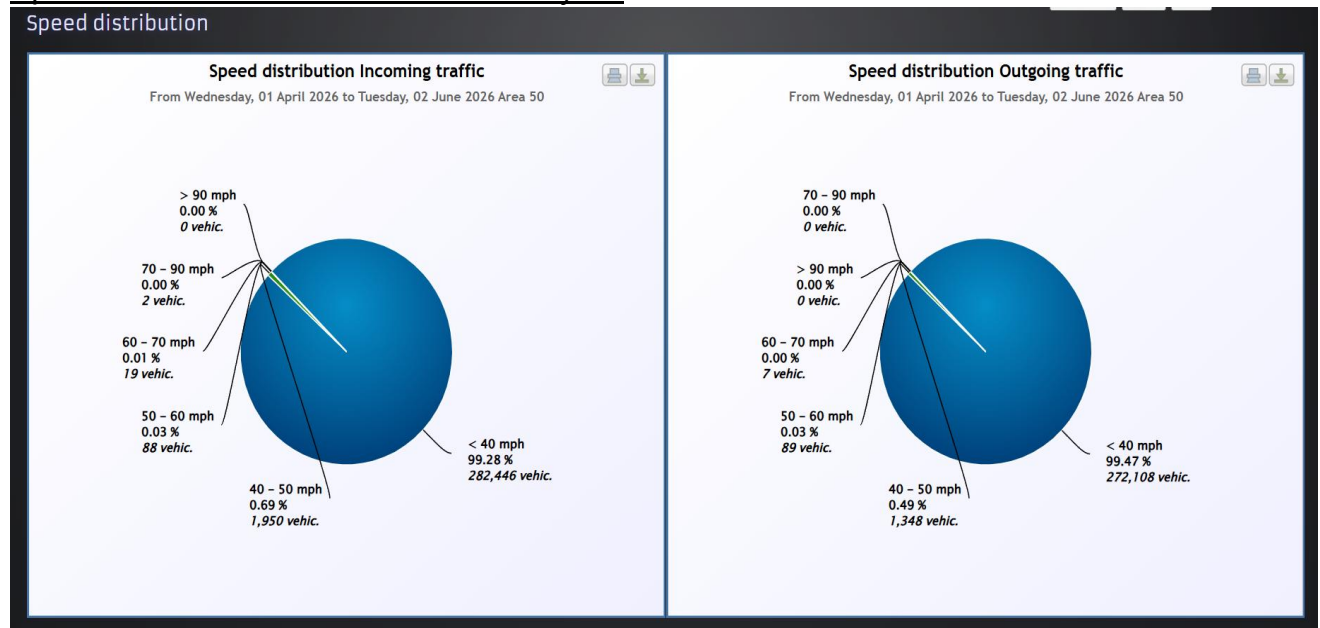 Speed distribution
Speed distribution Incoming traffic
From Wednesday, 01 April 2026 to Tuesday, 02 June 2026 Area 50
> 90 mph
0.00 %
0 vehic.
70 – 90 mph
0.00 %
2 vehic.
60 – 70 mph
0.01 %
19 vehic.
50 – 60 mph
0.03 %
88 vehic.
40 – 50 mph
0.69 %
1,950 vehic.
< 40 mph
99.28 %
282,446 vehic.
Speed distribution Outgoing traffic
From Wednesday, 01 April 2026 to Tuesday, 02 June 2026 Area 50
70 – 90 mph
0.00 %
0 vehic.
> 90 mph
0.00 %
0 vehic.
60 – 70 mph
0.00 %
7 vehic.
50 – 60 mph
0.03 %
89 vehic.
40 – 50 mph
0.49 %
1,348 vehic.
< 40 mph
99.47 %
272,108 vehic.